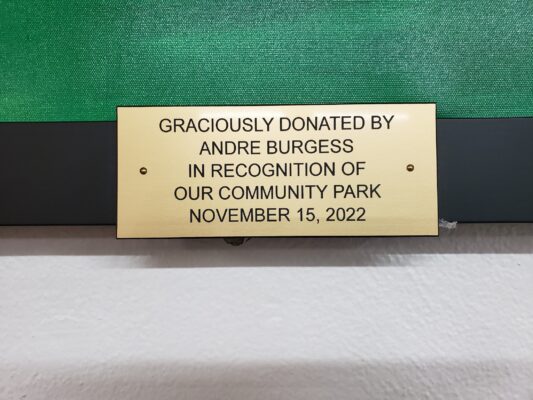 GRACIOUSLY DONATED BY
ANDRE BURGESS
IN RECOGNITION OF
OUR COMMUNITY PARK
NOVEMBER 15, 2022